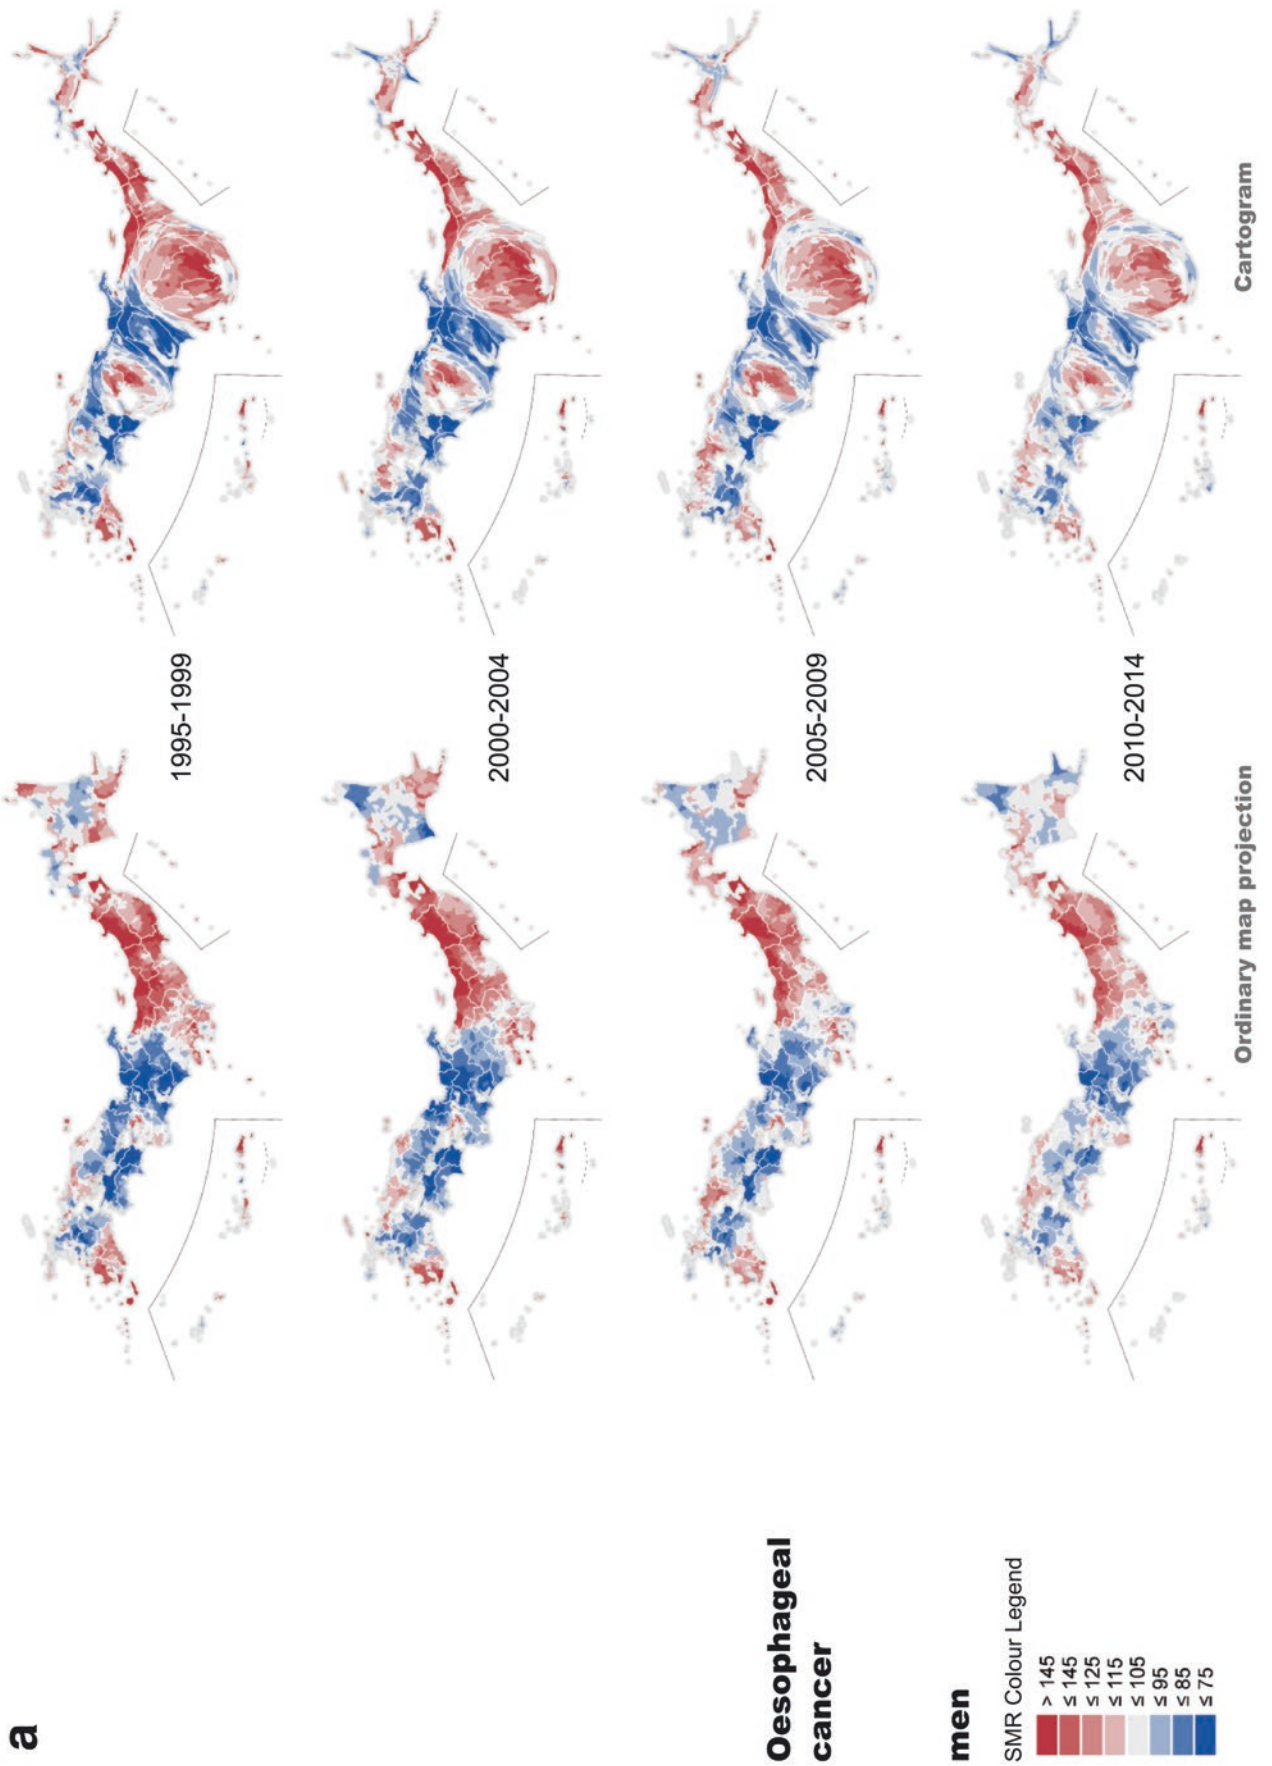 a
Oesophageal
cancer
men
SMR Colour Legend
> 145
≤ 145
≤ 125
≤ 115
≤ 105
≤ 95
≤ 85
≤ 75
1995-1999
2000-2004
2005-2009
2010-2014
Ordinary map projection
Cartogram